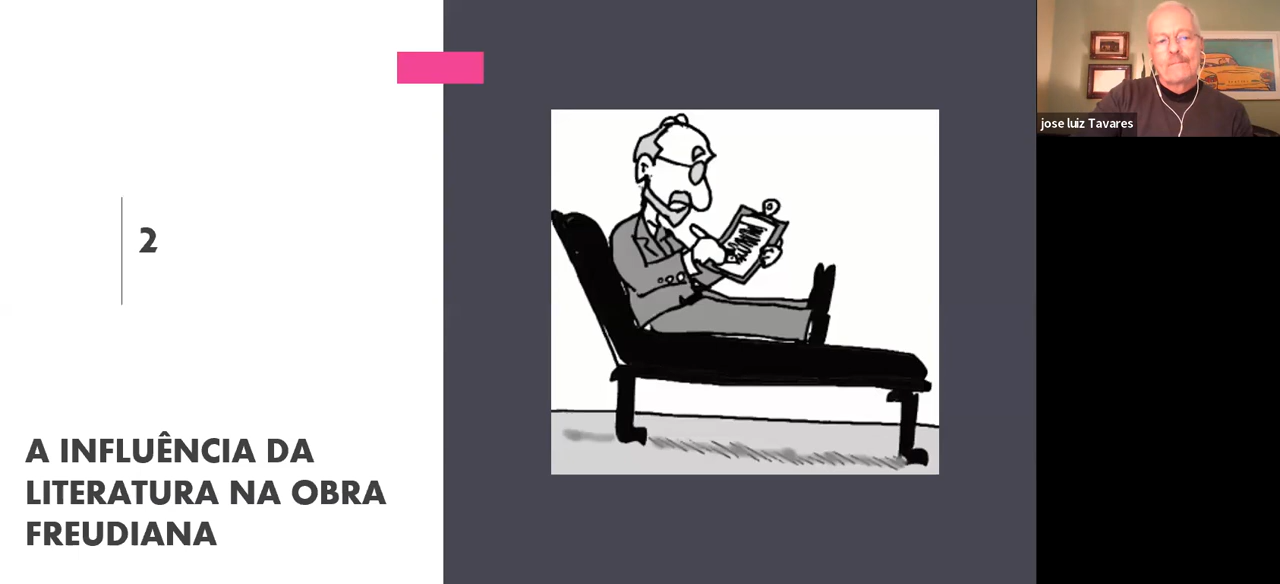 2
A INFLUÊNCIA DA
LITERATURA NA OBRA
FREUDIANA
jose luiz Tavares